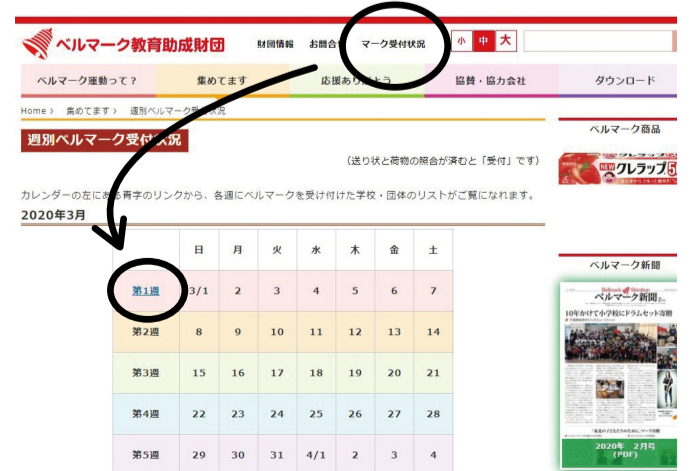 ベルマーク教育助成財団
財団情報 お問合 マーク受付状況 小 中 大
ベルマーク運動って？ 集めてます 応援あり とう 協賛・協力会社 ダウンロード
Home > 集めてます > 週別ベルマーク 況
週別ベルマーク受付状況
(送り状と荷物の照合が済むと「受付」です)
カレンダーの左にある青字のリンクから、各週にベルマークを受け付けた学校・団体のリストがご覧になれます。
2020年3月
日 月 火 水 木 金 土
第1週 3/1 2 3 4 5 6 7
第2週 8 9 10 11 12 13 14
第3週 15 16 17 18 19 20 21
第4週 22 23 24 25 26 27 28
第5週 29 30 31 4/1 2 3 4
ベルマーク商品
NEW クレラップ
ベルマーク新聞
Bellmark Shimbun
ベルマーク新聞
10年かけて小学校にドラムセット寄贈
2020年 2月号
(PDF)